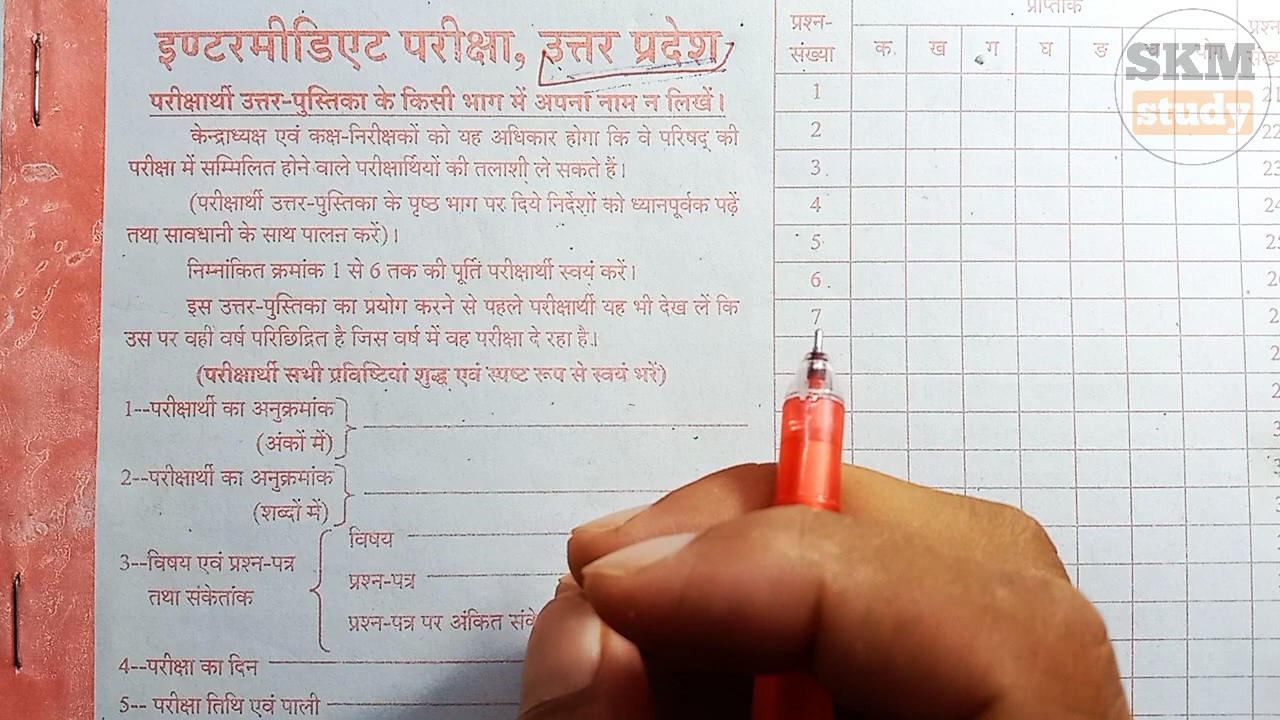 इण्टरमीडिएट परीक्षा, उत्तर प्रदेश
परीक्षार्थी उत्तर-पुस्तिका के किसी भाग में अपना नाम न लिखें।
केन्द्राध्यक्ष एवं कक्ष-निरीक्षकों को यह अधिकार होगा कि वे परिषद् की
परीक्षा में सम्मिलित होने वाले परीक्षार्थियों की तलाशी ले सकते हैं।
(परीक्षार्थी उत्तर-पुस्तिका के पृष्ठ भाग पर दिये निर्देशों को ध्यानपूर्वक पढ़ें
तथा सावधानी के साथ पालन करें)।
निम्नांकित क्रमांक 1 से 6 तक की पूर्ति परीक्षार्थी स्वयं करें।
इस उत्तर-पुस्तिका का प्रयोग करने से पहले परीक्षार्थी यह भी देख लें कि
उस पर वही वर्ष परिछिद्रित है जिस वर्ष में वह परीक्षा दे रहा है।
(परीक्षार्थी सभी प्रविष्टियां शुद्ध एवं स्पष्ट रूप से स्वयं भरें)
1--परीक्षार्थी का अनुक्रमांक
(अंकों में)
2--परीक्षार्थी का अनुक्रमांक
(शब्दों में)
3--विषय एवं प्रश्न-पत्र
तथा संकेतांक
विषय
प्रश्न-पत्र
प्रश्न-पत्र पर अंकित
4--परीक्षा का दिन
5-- परीक्षा तिथि एवं पाली
प्राप्तांक
प्रश्न-
संख्या
क ख ग घ ङ
1
2
3
4
5
6
7
SKM
study